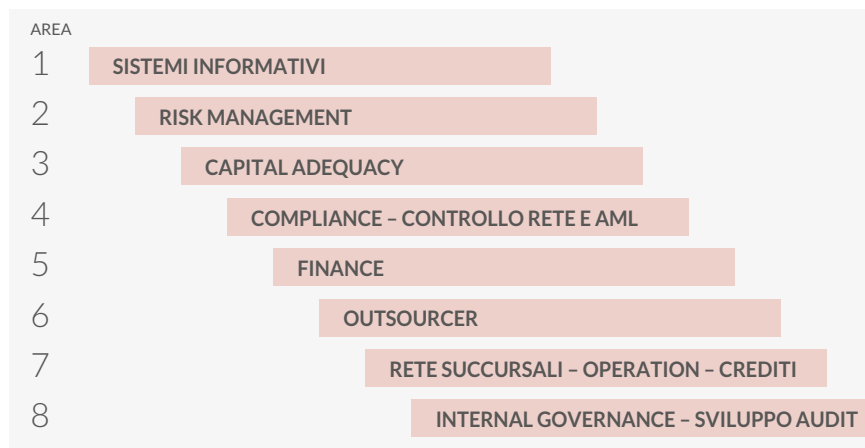 AREA
1 SISTEMI INFORMATIVI
2 RISK MANAGEMENT
3 CAPITAL ADEQUACY
4 COMPLIANCE – CONTROLLO RETE E AML
5 FINANCE
6 OUTSOURCER
7 RETE SUCCURSALI – OPERATION – CREDITI
8 INTERNAL GOVERNANCE – SVILUPPO AUDIT